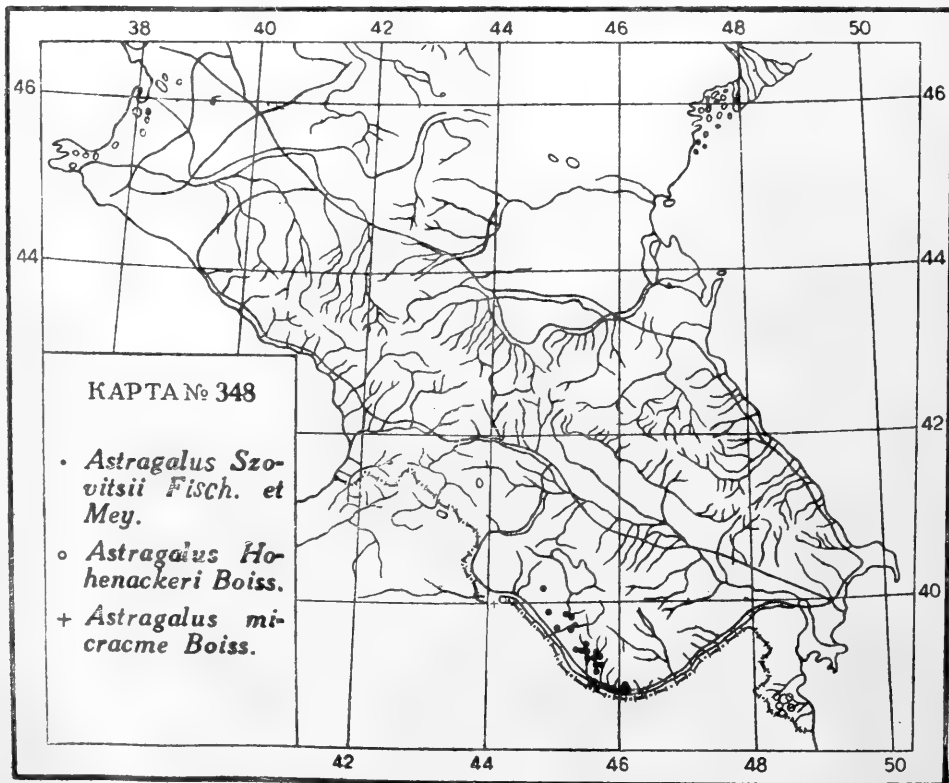 38 40 42 44 46 48 50
46 46
44 44
КАРТА № 348
• Astragalus Szo-
vitsii Fisch. et
Mey.
42
○ Astragalus Ho-
henackeri Boiss.
40
+ Astragalus mi-
cracme Boiss.
42 44 46 48 50